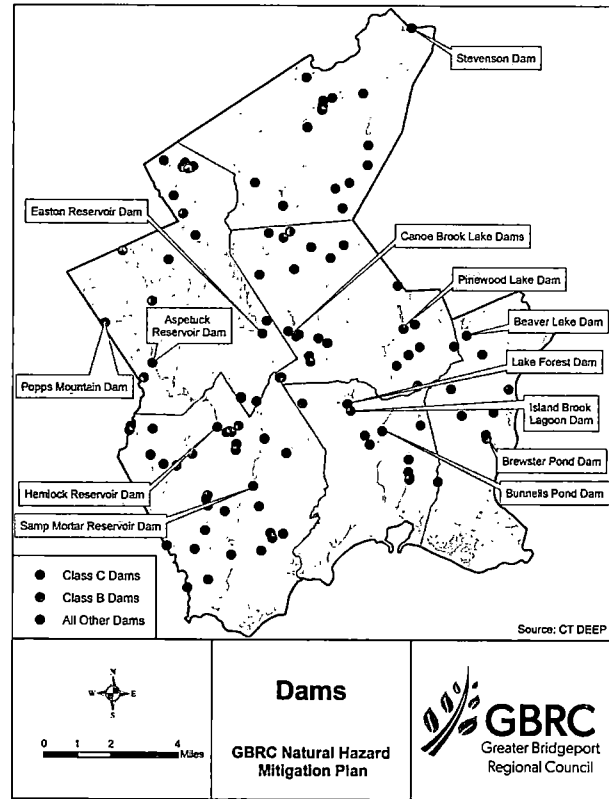 Stevenson Dam
Easton Reservoir Dam
Canoe Brook Lake Dams
Pinewood Lake Dam
Beaver Lake Dam
Aspetuck
Reservoir Dam
Lake Forest Dam
Popps Mountain Dam
Island Brook
Lagoon Dam
Brewster Pond Dam
Hemlock Reservoir Dam
Bunnells Pond Dam
Samp Mortar Reservoir Dam
Class C Dams
Class B Dams
All Other Dams
Source: CT DEEP
N
W E
S
0 1 2 4
Miles
Dams
GBRC Natural Hazard
Mitigation Plan
GBRC
Greater Bridgeport
Regional Council